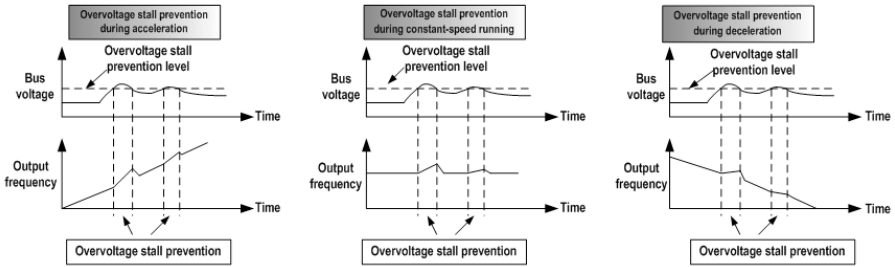 Overvoltage stall prevention
during acceleration
Overvoltage stall
prevention level
Bus
voltage
Time
Output
frequency
Time
Overvoltage stall prevention
Overvoltage stall prevention
during constant-speed running
Overvoltage stall
prevention level
Bus
voltage
Time
Output
frequency
Time
Overvoltage stall prevention
Overvoltage stall prevention
during deceleration
Overvoltage stall
prevention level
Bus
voltage
Time
Output
frequency
Time
Overvoltage stall prevention